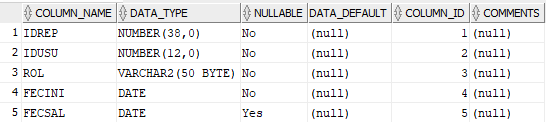 COLUMN_NAME DATA_TYPE NULLABLE DATA_DEFAULT COLUMN_ID COMMENTS
1 IDREP NUMBER(38,0) No (null) 1 (null)
2 IDUSU NUMBER(12,0) No (null) 2 (null)
3 ROL VARCHAR2(50 BYTE) No (null) 3 (null)
4 FECINI DATE No (null) 4 (null)
5 FECSAL DATE Yes (null) 5 (null)